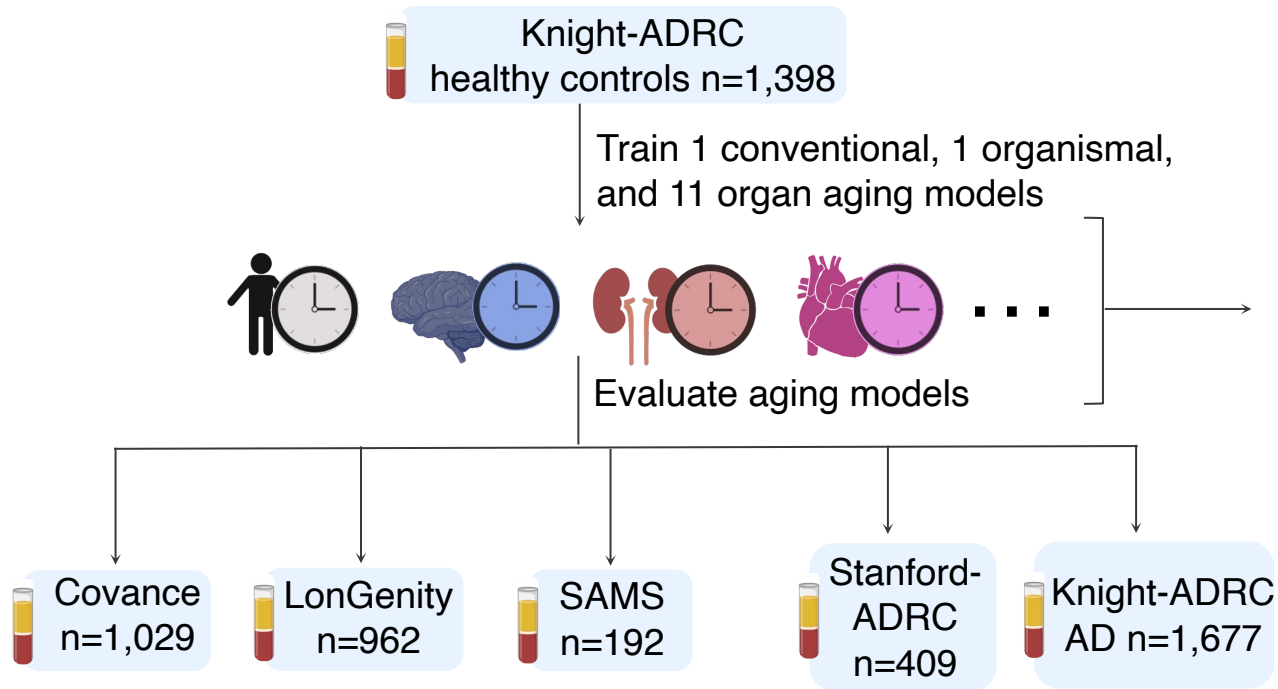 Knight-ADRC
healthy controls n=1,398
Train 1 conventional, 1 organismal,
and 11 organ aging models
Evaluate aging models
Covance
n=1,029
LonGenity
n=962
SAMS
n=192
Stanford-
ADRC
n=409
Knight-ADRC
AD n=1,677